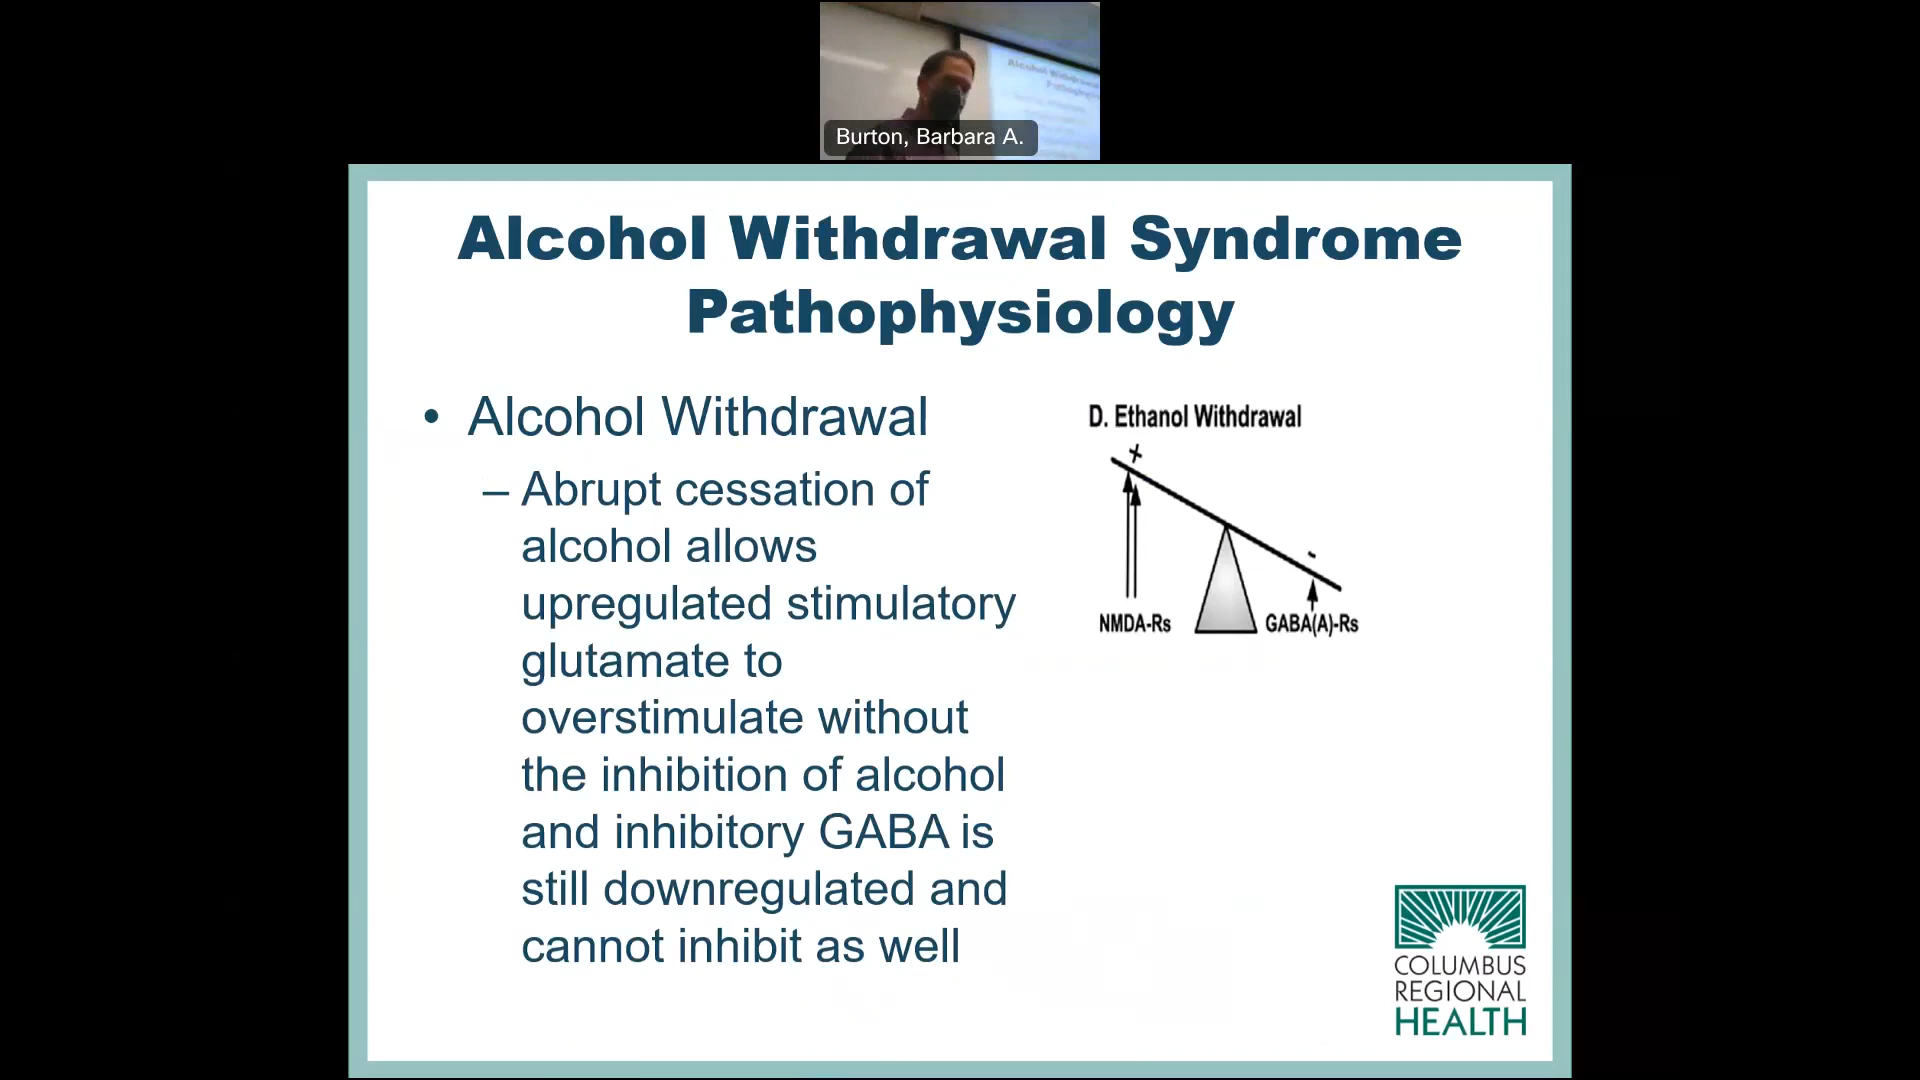 Alcohol Withdrawal
Burton, Barbara A.
Alcohol Withdrawal Syndrome
Pathophysiology
• Alcohol Withdrawal
– Abrupt cessation of
alcohol allows
upregulated stimulatory
glutamate to
overstimulate without
the inhibition of alcohol
and inhibitory GABA is
still downregulated and
cannot inhibit as well
D. Ethanol Withdrawal
+
-
NMDA-Rs
GABA(A)-Rs
COLUMBUS
REGIONAL
HEALTH